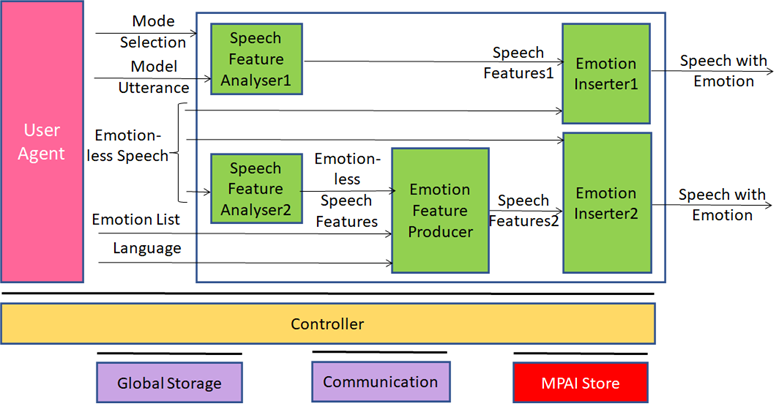 Mode
Selection
Speech
Feature
Analyser1
Speech
Features1
Emotion
Inserter1
Speech with
Emotion
Model
Utterance
User
Agent
Emotion-
less Speech
Speech
Feature
Analyser2
Emotion-
less
Speech
Features
Emotion
Feature
Producer
Speech
Features2
Emotion
Inserter2
Speech with
Emotion
Emotion List
Language
Controller
Global Storage
Communication
MPAI Store